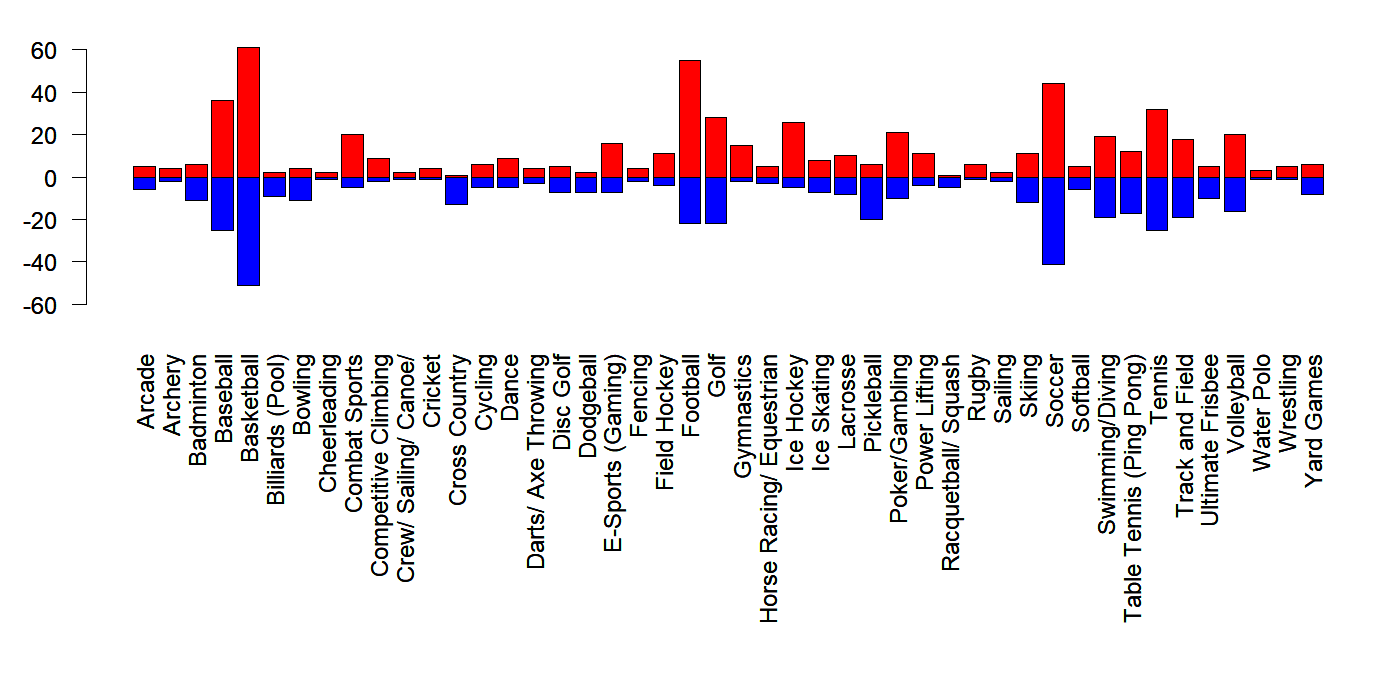 60
40
20
0
-20
-40
-60
Arcade
Archery
Badminton
Baseball
Basketball
Billiards (Pool)
Bowling
Cheerleading
Combat Sports
Competitive Climbing
Crew/ Sailing/ Canoe/
Cricket
Cross Country
Cycling
Dance
Darts/ Axe Throwing
Disc Golf
Dodgeball
E-Sports (Gaming)
Fencing
Field Hockey
Football
Golf
Gymnastics
Horse Racing/ Equestrian
Ice Hockey
Ice Skating
Lacrosse
Pickleball
Poker/Gambling
Power Lifting
Racquetball/ Squash
Rugby
Sailing
Skiing
Soccer
Softball
Swimming/Diving
Table Tennis (Ping Pong)
Tennis
Track and Field
Ultimate Frisbee
Volleyball
Water Polo
Wrestling
Yard Games